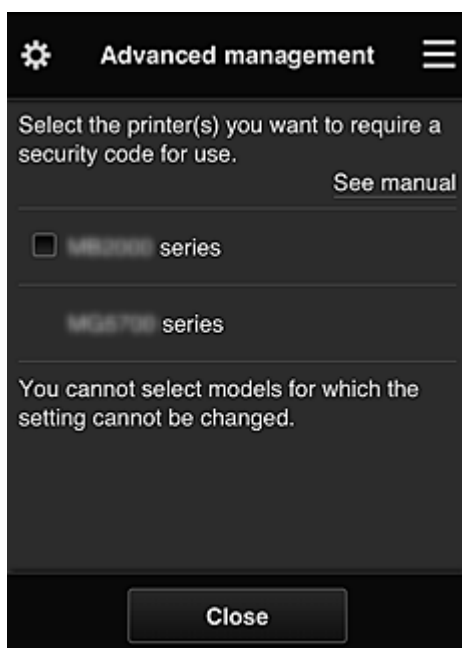 Advanced management
Select the printer(s) you want to require a
security code for use.
See manual
series
series
You cannot select models for which the
setting cannot be changed.
Close